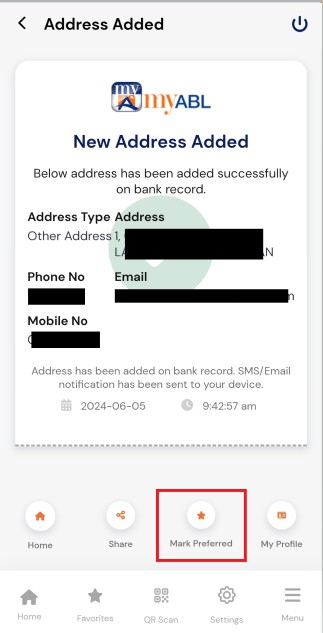 Address Added
my
myABL
New Address Added
Below address has been added successfully
on bank record.
Address Type Address
Other Address 1,
LA AN
Phone No Email
n
Mobile No
Address has been added on bank record. SMS/Email
notification has been sent to your device.
2024-06-05 9:42:57 am
Home Share Mark Preferred My Profile
Home Favorites QR Scan Settings Menu